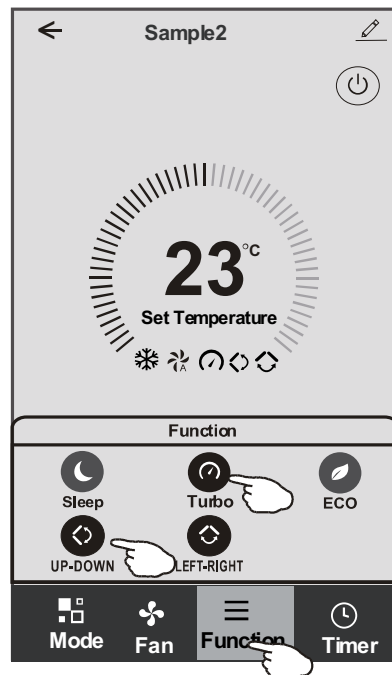 Sample2
23°C
Set Temperature
A
Function
Sleep Turbo ECO
UP-DOWN LEFT-RIGHT
Mode Fan Function Timer